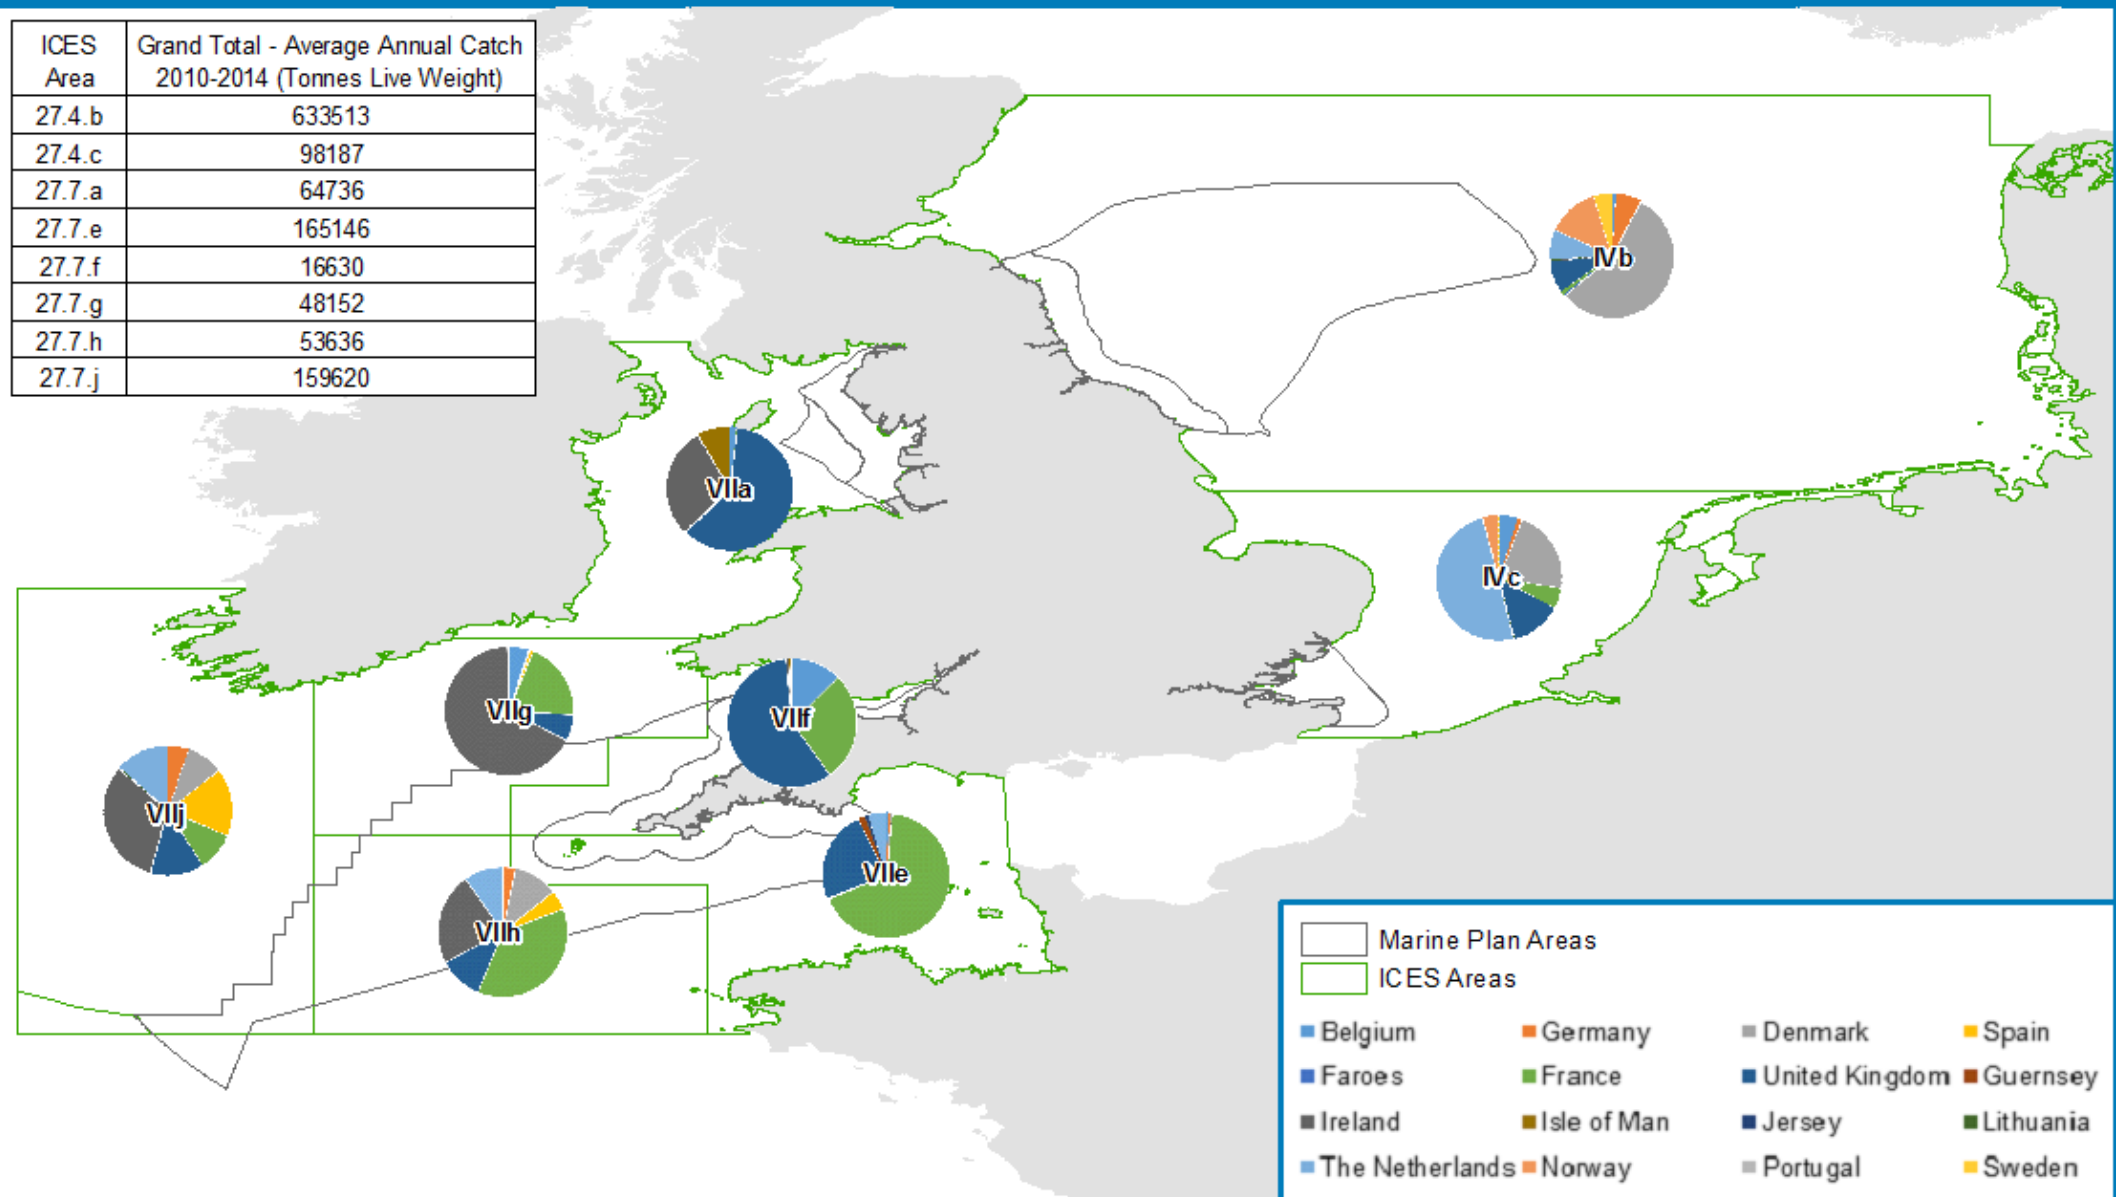 ICES Area
Grand Total - Average Annual Catch
2010-2014 (Tonnes Live Weight)
27.4.b 633513
27.4.c 98187
27.7.a 64736
27.7.e 165146
27.7.f 16630
27.7.g 48152
27.7.h 53636
27.7.j 159620
IVb
VIIa
IVc
VIIg
VIIf
VIIj
VIIe
VIIh
Marine Plan Areas
ICES Areas
Belgium Germany Denmark Spain
Faroes France United Kingdom Guernsey
Ireland Isle of Man Jersey Lithuania
The Netherlands Norway Portugal Sweden